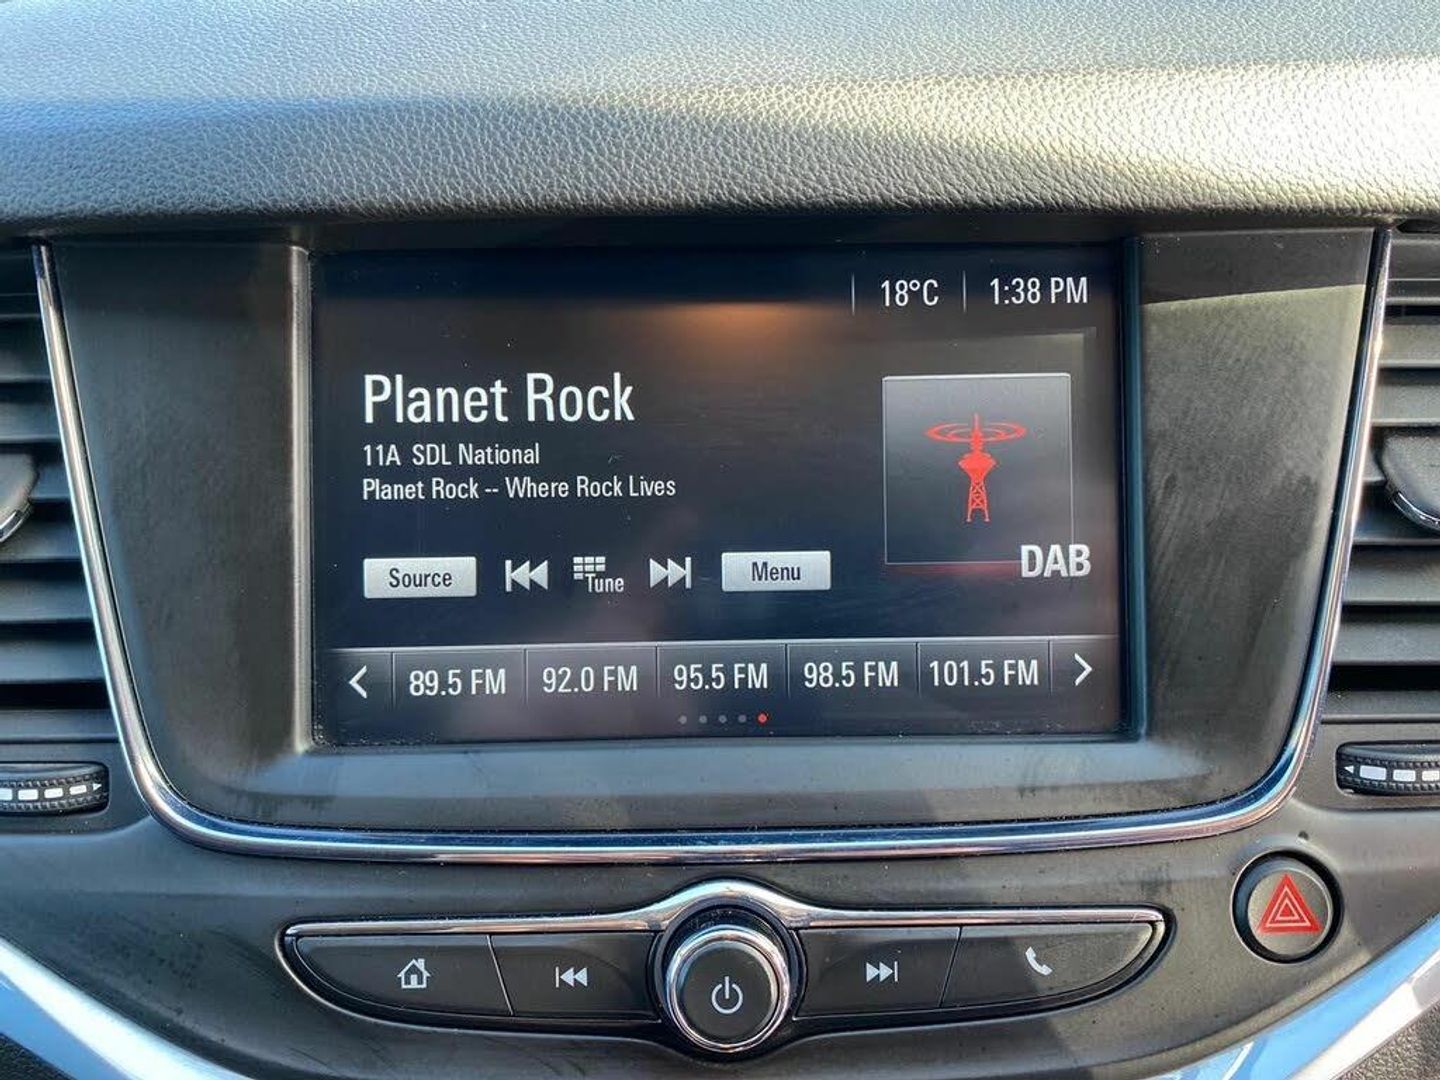 18°C 1:38 PM
Planet Rock
11A SDL National
Planet Rock -- Where Rock Lives
DAB
Source Tune Menu
89.5 FM 92.0 FM 95.5 FM 98.5 FM 101.5 FM